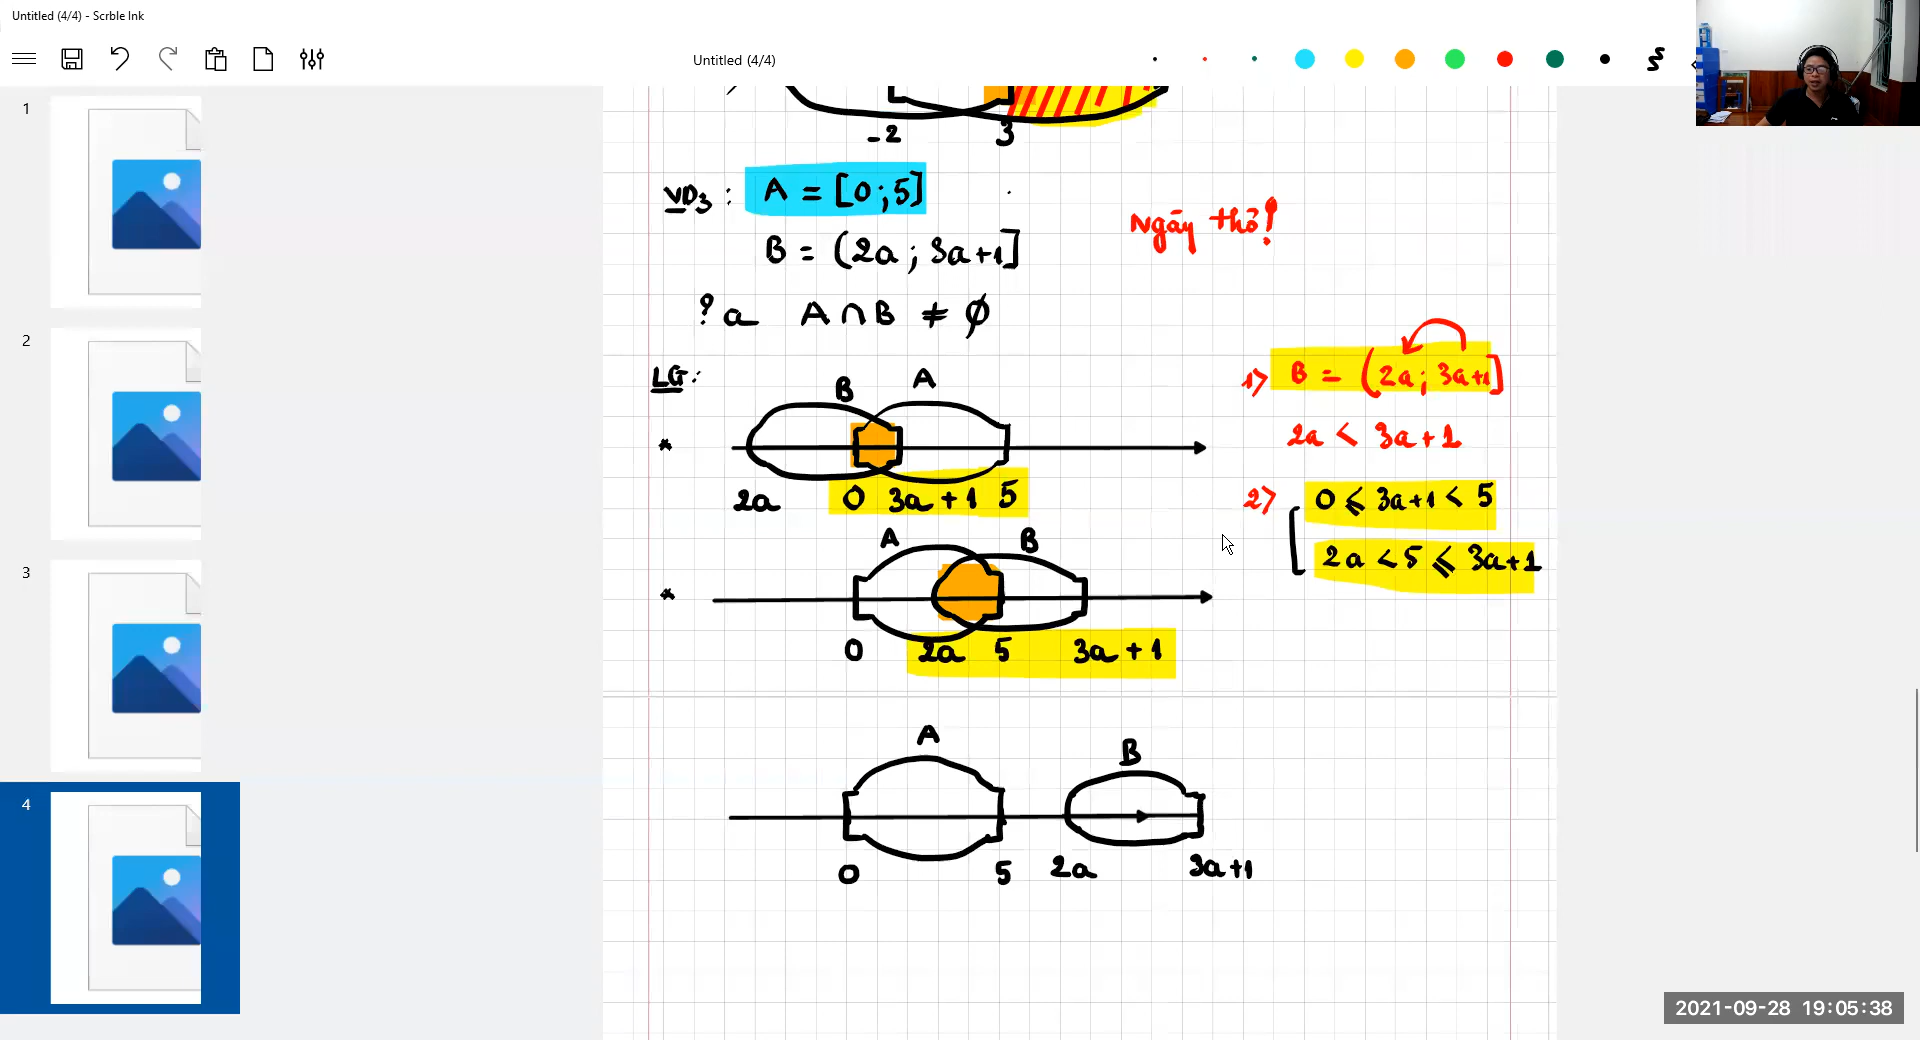 Untitled (4/4) - Scrble Ink
Untitled (4/4)
1
2
3
4
-2 3
VD3 : A = [0 ; 5]
B = (2a ; 3a+1]
Ngây thơ !
? a A ∩ B ≠ ∅
LG :
B A
*
2a 0 3a + 1 5
A B
*
0 2a 5 3a + 1
1> B = (2a ; 3a+1]
2a < 3a + 1
2> 0 ⩽ 3a+1 < 5
2a < 5 ⩽ 3a+1
A B
0 5 2a 3a+1
2021-09-28 19:05:38